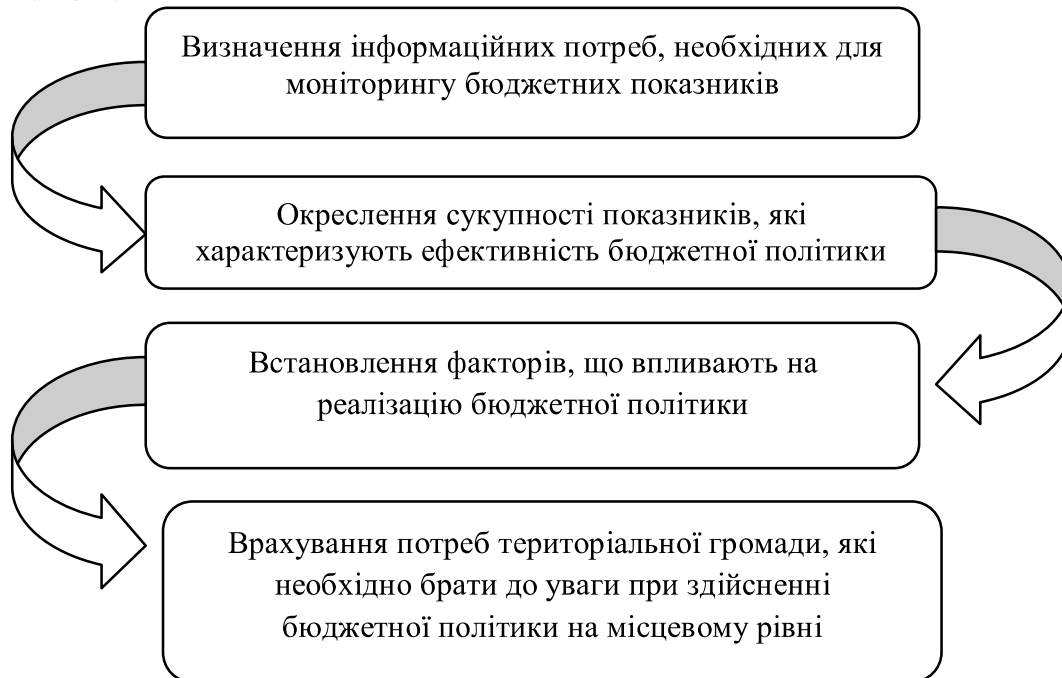 Визначення інформаційних потреб, необхідних для
моніторингу бюджетних показників
Окреслення сукупності показників, які
характеризують ефективність бюджетної політики
Встановлення факторів, що впливають на
реалізацію бюджетної політики
Врахування потреб територіальної громади, які
необхідно брати до уваги при здійсненні
бюджетної політики на місцевому рівні